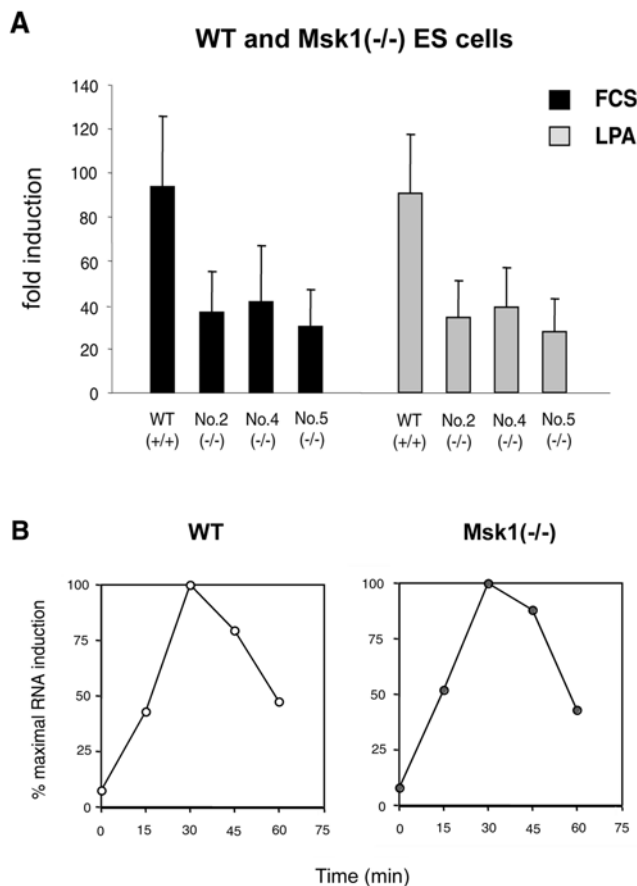 A
WT and Msk1(-/-) ES cells
FCS
LPA
fold induction
140
120
100
80
60
40
20
0
WT No.2 No.4 No.5 WT No.2 No.4 No.5
(+/+) (-/-) (-/-) (-/-) (+/+) (-/-) (-/-) (-/-)
B
WT
Msk1(-/-)
% maximal RNA induction
100
75
50
25
0
0 15 30 45 60 75
100
75
50
25
0
0 15 30 45 60 75
Time (min)